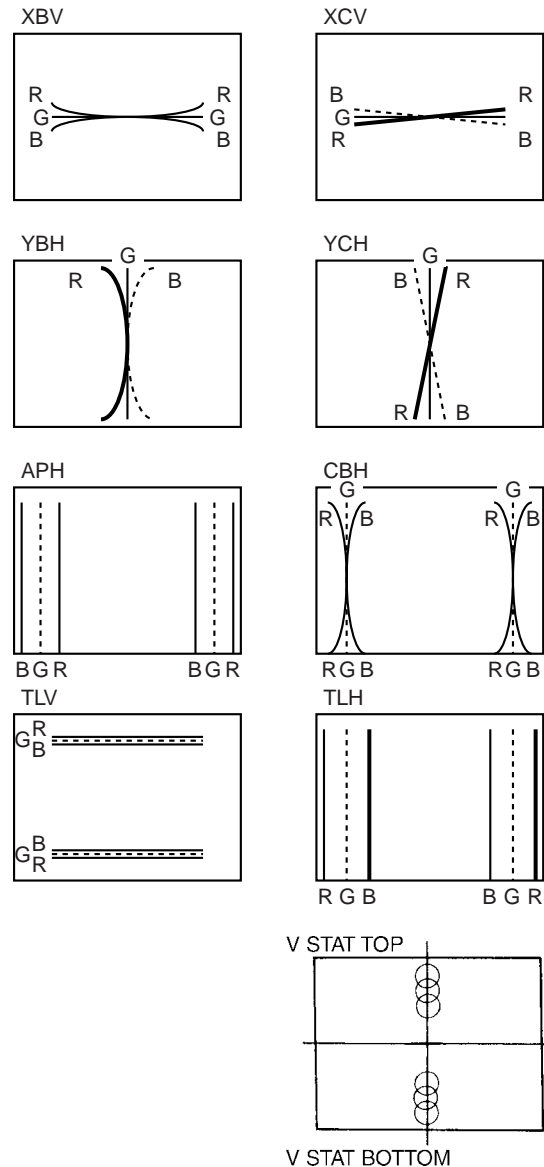 XBV XCV
R R
G G
B B
B R
G
R B
YBH YCH
G G
R B B R
R B
APH CBH
G G
R B R B
B G R B G R R G B R G B
TLV TLH
R
G
B
B
G
R
R G B B G R
V STAT TOP
V STAT BOTTOM